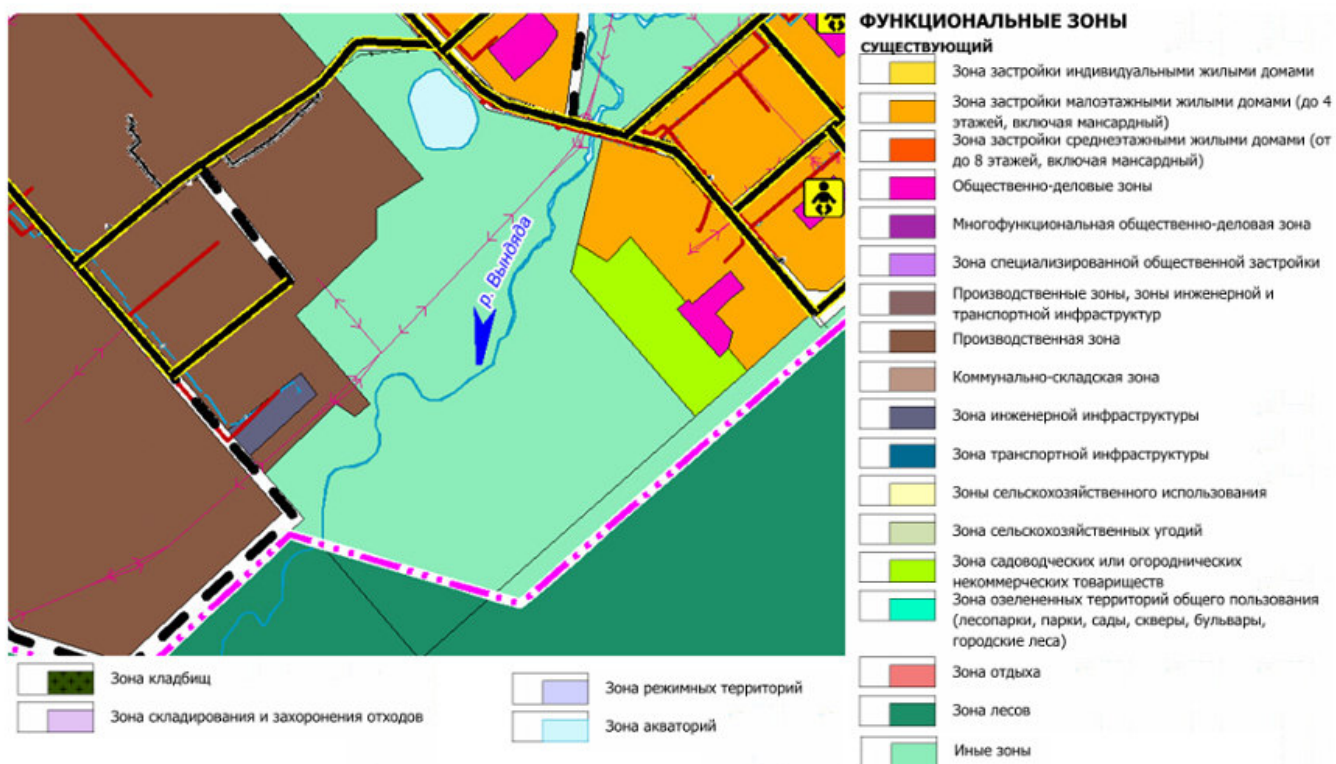 ФУНКЦИОНАЛЬНЫЕ ЗОНЫ
СУЩЕСТВУЮЩИЙ
Зона застройки индивидуальными жилыми домами
Зона застройки малоэтажными жилыми домами (до 4
этажей, включая мансардный)
Зона застройки среднеэтажными жилыми домами (от
до 8 этажей, включая мансардный)
Общественно-деловые зоны
Многофункциональная общественно-деловая зона
Зона специализированной общественной застройки
Производственные зоны, зоны инженерной и
транспортной инфраструктур
Производственная зона
Коммунально-складская зона
Зона инженерной инфраструктуры
Зона транспортной инфраструктуры
Зоны сельскохозяйственного использования
Зона сельскохозяйственных угодий
Зона садоводческих или огороднических
некоммерческих товариществ
Зона озелененных территорий общего пользования
(лесопарки, парки, сады, скверы, бульвары,
городские леса)
Зона отдыха
Зона лесов
Иные зоны
р. Вындяда
Зона кладбищ
Зона складирования и захоронения отходов
Зона режимных территорий
Зона акваторий